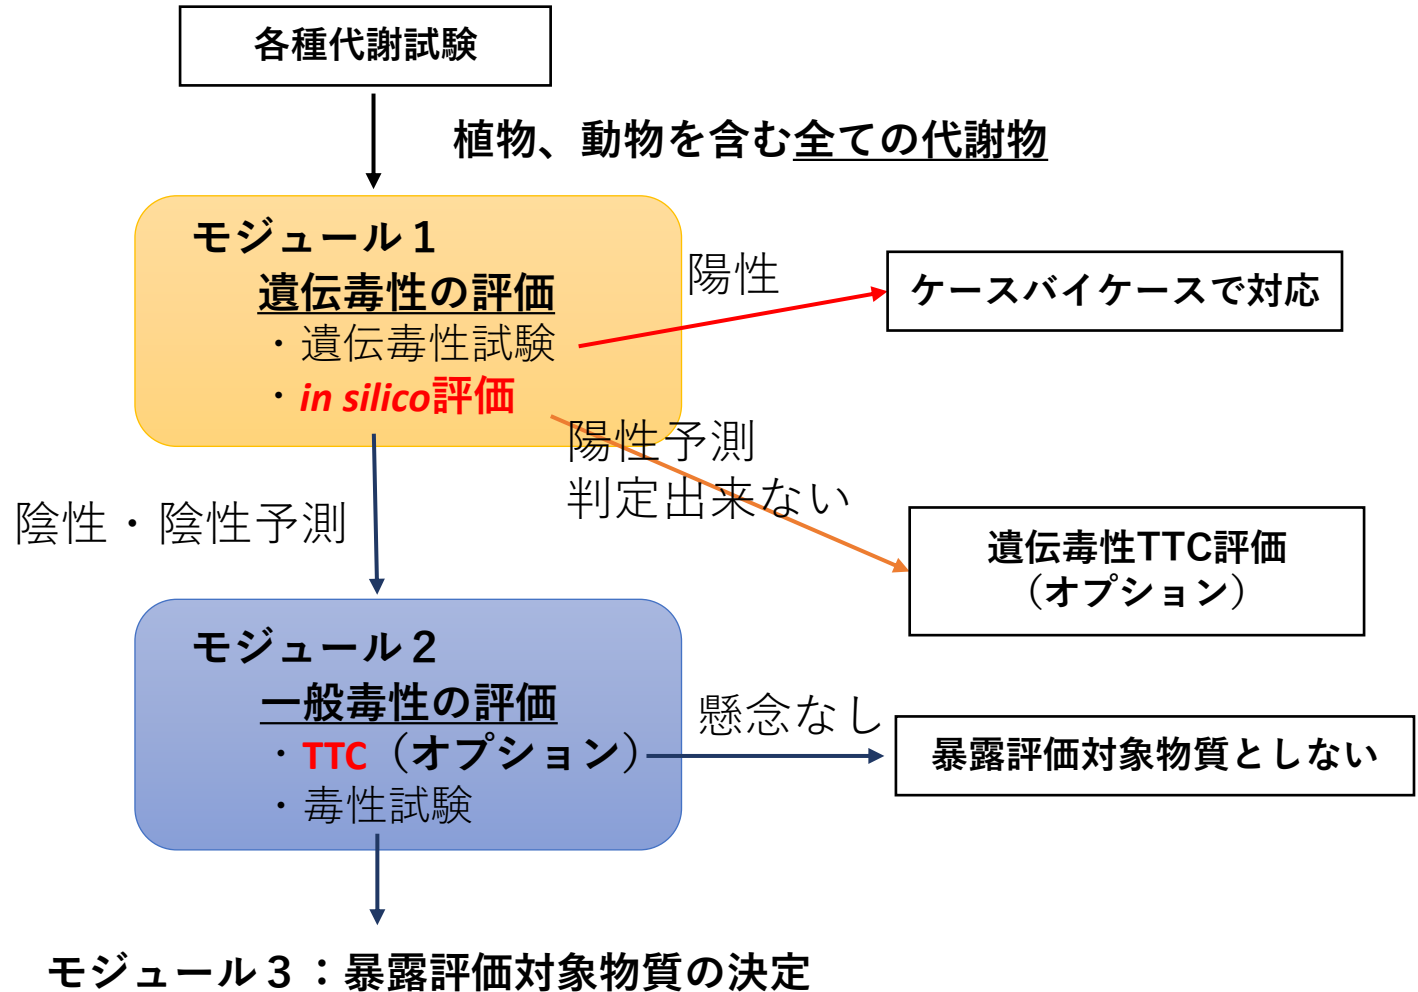 各種代謝試験
植物、動物を含む全ての代謝物
モジュール１
遺伝毒性の評価
・遺伝毒性試験
・in silico評価
陽性
ケースバイケースで対応
陽性予測
判定出来ない
陰性・陰性予測
遺伝毒性TTC評価
（オプション）
モジュール２
一般毒性の評価
・TTC（オプション）
・毒性試験
懸念なし
暴露評価対象物質としない
モジュール３：暴露評価対象物質の決定